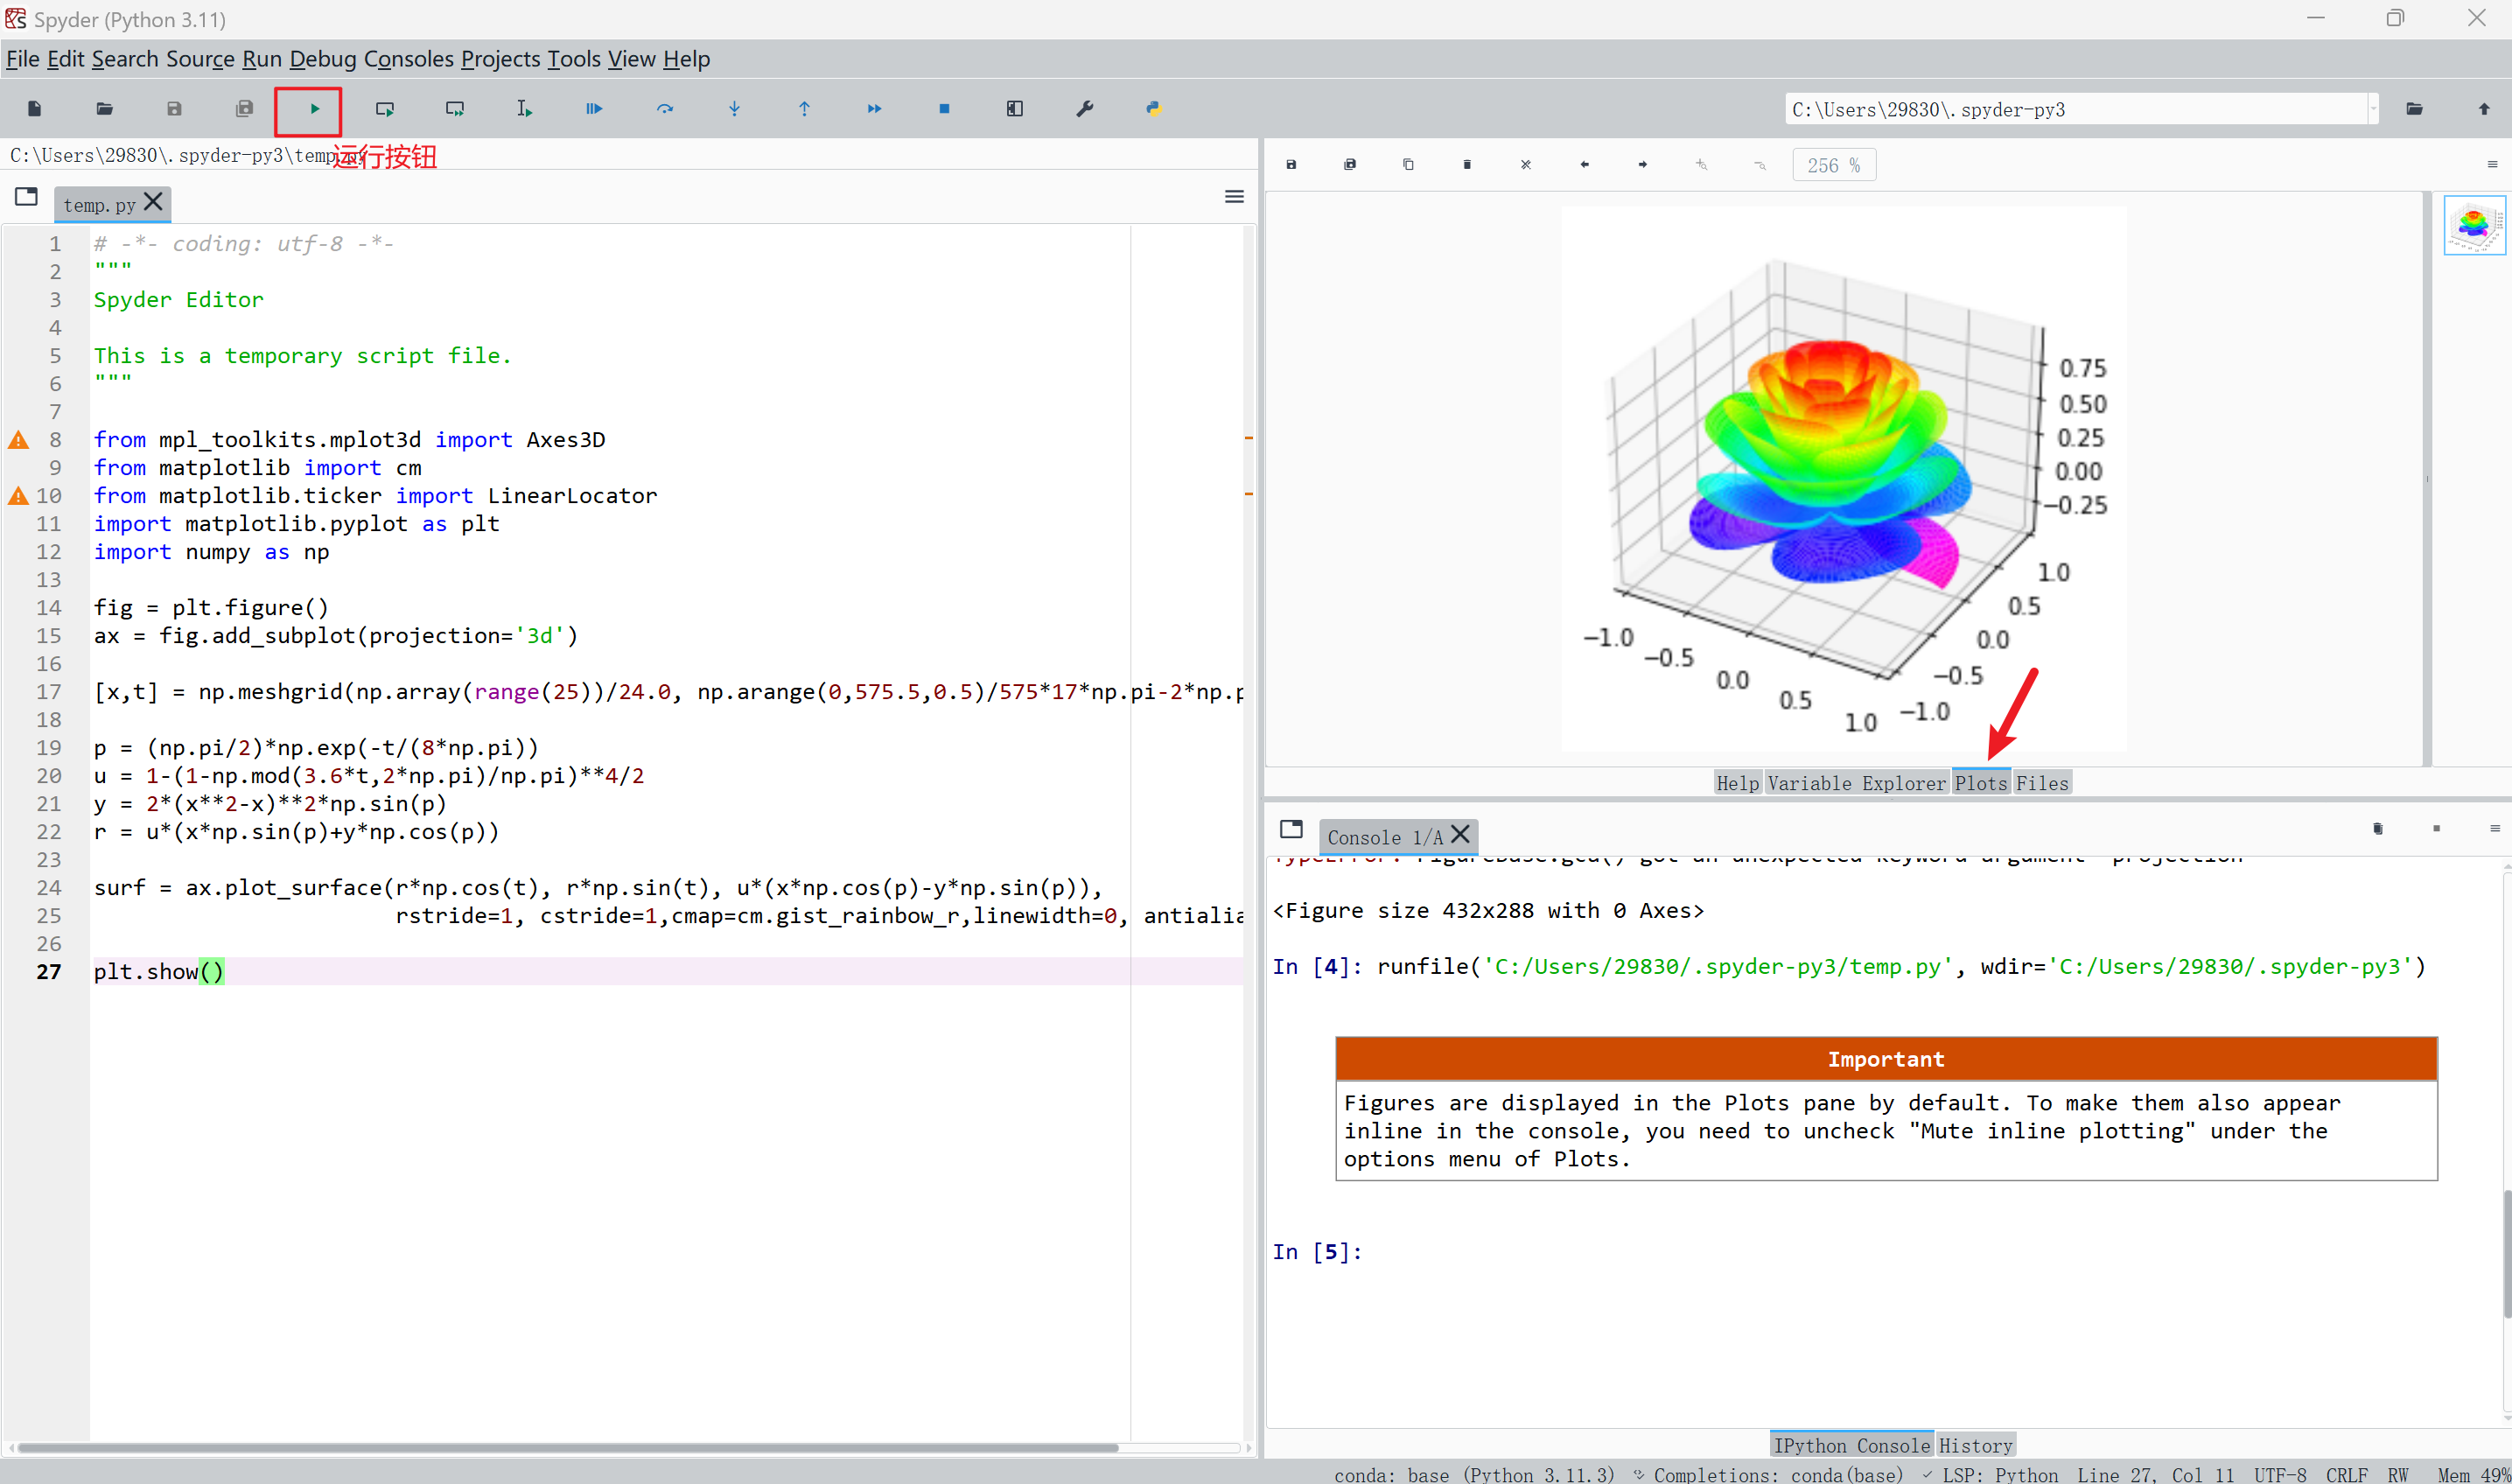 Spyder (Python 3.11)
File Edit Search Source Run Debug Consoles Projects Tools View Help
C:\Users\29830\.spyder-py3
C:\Users\29830\.spyder-py3\temp.py
运行按钮
temp.py
1 # -*- coding: utf-8 -*-
2 """
3 Spyder Editor
4
5 This is a temporary script file.
6 """
7
8 from mpl_toolkits.mplot3d import Axes3D
9 from matplotlib import cm
10 from matplotlib.ticker import LinearLocator
11 import matplotlib.pyplot as plt
12 import numpy as np
13
14 fig = plt.figure()
15 ax = fig.add_subplot(projection='3d')
16
17 [x,t] = np.meshgrid(np.array(range(25))/24.0, np.arange(0,575.5,0.5)/575*17*np.pi-2*np.p
18
19 p = (np.pi/2)*np.exp(-t/(8*np.pi))
20 u = 1-(1-np.mod(3.6*t,2*np.pi)/np.pi)**4/2
21 y = 2*(x**2-x)**2*np.sin(p)
22 r = u*(x*np.sin(p)+y*np.cos(p))
23
24 surf = ax.plot_surface(r*np.cos(t), r*np.sin(t), u*(x*np.cos(p)-y*np.sin(p)),
25 rstride=1, cstride=1,cmap=cm.gist_rainbow_r,linewidth=0, antialia
26
27 plt.show()
256 %
0.75
0.50
0.25
0.00
−0.25
1.0
0.5
0.0
−0.5
−1.0
−1.0
−0.5
0.0
0.5
1.0
Help Variable Explorer Plots Files
Console 1/A
TypeError: FigureBase.gca() got an unexpected keyword argument 'projection'
<Figure size 432x288 with 0 Axes>
In [4]: runfile('C:/Users/29830/.spyder-py3/temp.py', wdir='C:/Users/29830/.spyder-py3')
Important
Figures are displayed in the Plots pane by default. To make them also appear
inline in the console, you need to uncheck "Mute inline plotting" under the
options menu of Plots.
In [5]:
IPython Console History
conda: base (Python 3.11.3) Completions: conda(base) LSP: Python Line 27, Col 11 UTF-8 CRLF RW Mem 49%